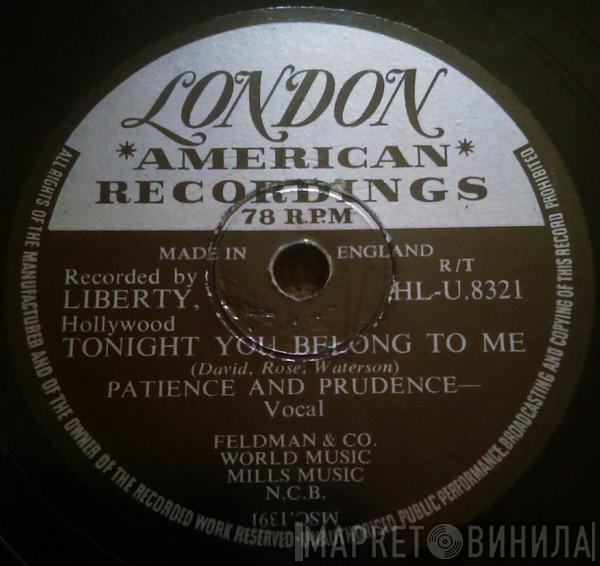 LONDON
*AMERICAN*
RECORDINGS
78 R.P.M
MADE IN ENGLAND
R/T
Recorded by
LIBERTY, HL-U.8321
Hollywood
TONIGHT YOU BELONG TO ME
(David, Rose, Waterson)
PATIENCE AND PRUDENCE—
Vocal
FELDMAN & CO.
WORLD MUSIC
MILLS MUSIC
N.C.B.
MSC.1391
ALL RIGHTS OF THE MANUFACTURER AND OF THE OWNER OF THE RECORDED WORK RESERVED·UNAUTHORISED PUBLIC PERFORMANCE BROADCASTING AND COPYING OF THIS RECORD PROHIBITED
МАРКЕТ ВИНИЛА